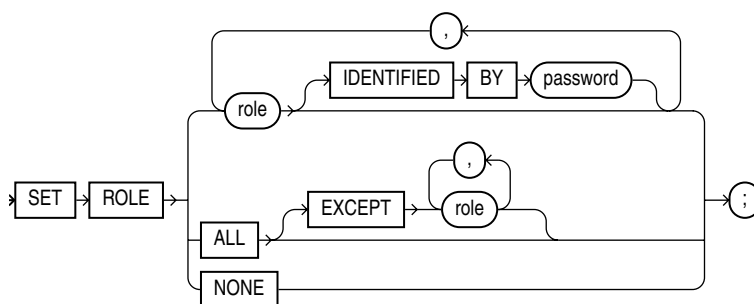 ,
IDENTIFIED BY password
role
,
EXCEPT role
SET ROLE ;
ALL
NONE